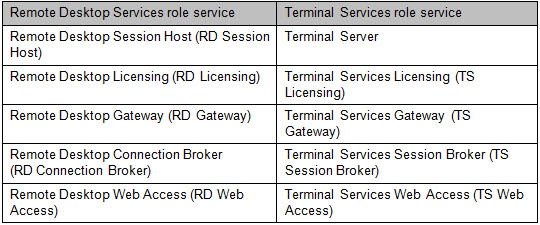 Remote Desktop Services role service
Terminal Services role service
Remote Desktop Session Host (RD Session
Host)
Terminal Server
Remote Desktop Licensing (RD Licensing)
Terminal Services Licensing (TS
Licensing)
Remote Desktop Gateway (RD Gateway)
Terminal Services Gateway (TS
Gateway)
Remote Desktop Connection Broker
(RD Connection Broker)
Terminal Services Session Broker (TS
Session Broker)
Remote Desktop Web Access (RD Web
Access)
Terminal Services Web Access (TS Web
Access)